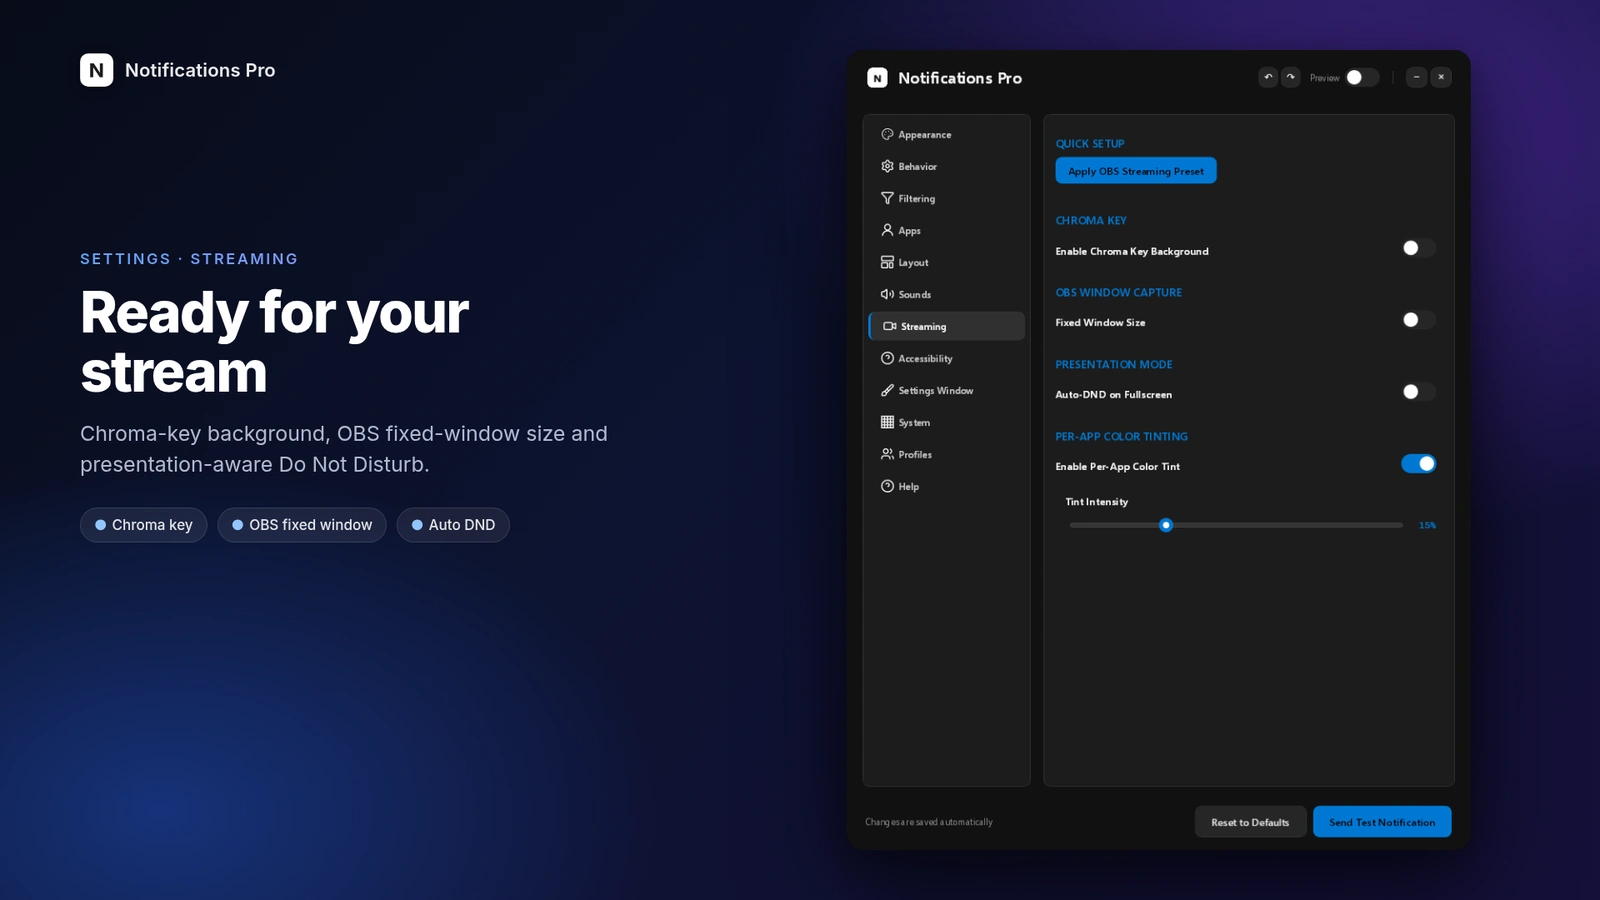 N Notifications Pro
SETTINGS · STREAMING
Ready for your
stream
Chroma-key background, OBS fixed-window size and
presentation-aware Do Not Disturb.
Chroma key
OBS fixed window
Auto DND
N Notifications Pro
Preview
Appearance
Behavior
Filtering
Apps
Layout
Sounds
Streaming
Accessibility
Settings Window
System
Profiles
Help
QUICK SETUP
Apply OBS Streaming Preset
CHROMA KEY
Enable Chroma Key Background
OBS WINDOW CAPTURE
Fixed Window Size
PRESENTATION MODE
Auto-DND on Fullscreen
PER-APP COLOR TINTING
Enable Per-App Color Tint
Tint Intensity
15%
Changes are saved automatically
Reset to Defaults
Send Test Notification